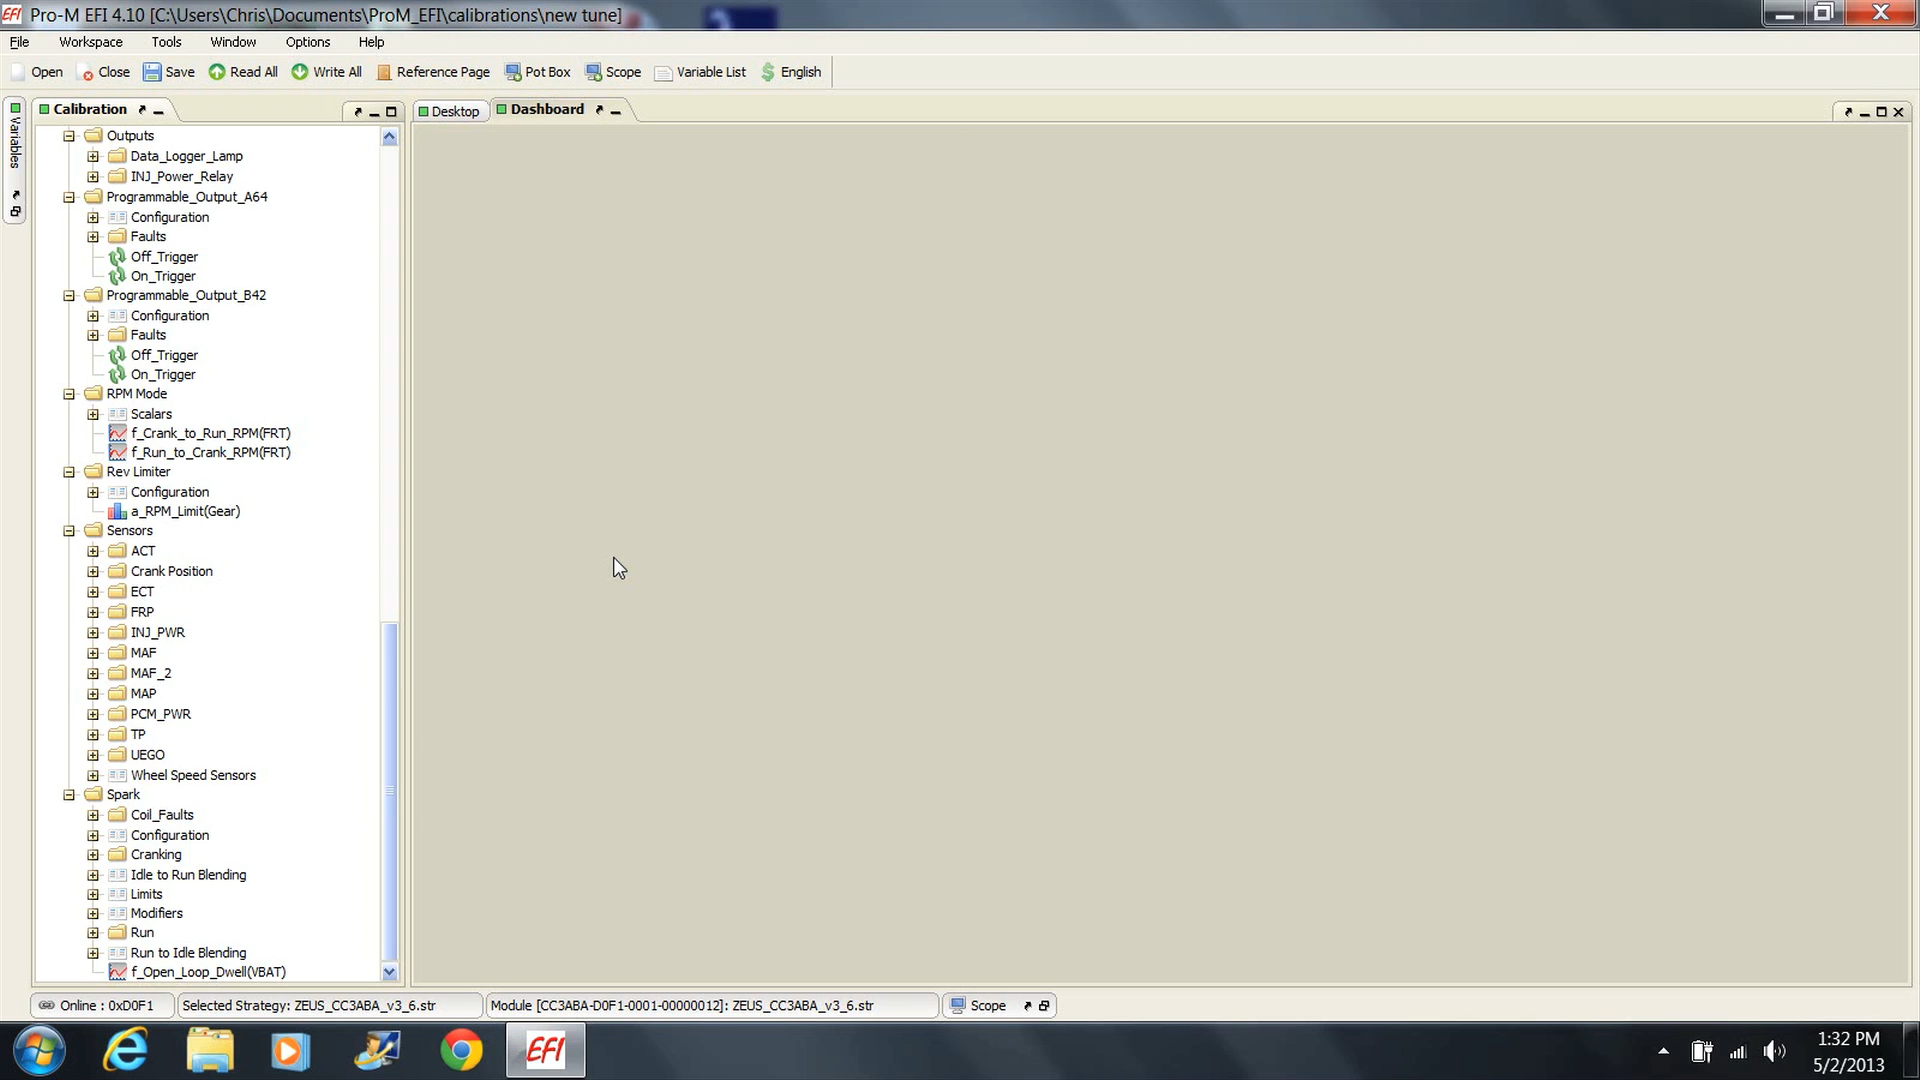 EFI Pro-M EFI 4.10 [C:\Users\Chris\Documents\ProM_EFI\calibrations\new tune]
File Workspace Tools Window Options Help
Open Close Save Read All Write All Reference Page Pot Box Scope Variable List English
Variables
Calibration
Desktop Dashboard
Outputs
Data_Logger_Lamp
INJ_Power_Relay
Programmable_Output_A64
Configuration
Faults
Off_Trigger
On_Trigger
Programmable_Output_B42
Configuration
Faults
Off_Trigger
On_Trigger
RPM Mode
Scalars
f_Crank_to_Run_RPM(FRT)
f_Run_to_Crank_RPM(FRT)
Rev Limiter
Configuration
a_RPM_Limit(Gear)
Sensors
ACT
Crank Position
ECT
FRP
INJ_PWR
MAF
MAF_2
MAP
PCM_PWR
TP
UEGO
Wheel Speed Sensors
Spark
Coil_Faults
Configuration
Cranking
Idle to Run Blending
Limits
Modifiers
Run
Run to Idle Blending
f_Open_Loop_Dwell(VBAT)
Online : 0xD0F1 Selected Strategy: ZEUS_CC3ABA_v3_6.str Module [CC3ABA-D0F1-0001-00000012]: ZEUS_CC3ABA_v3_6.str Scope
EFI
1:32 PM
5/2/2013